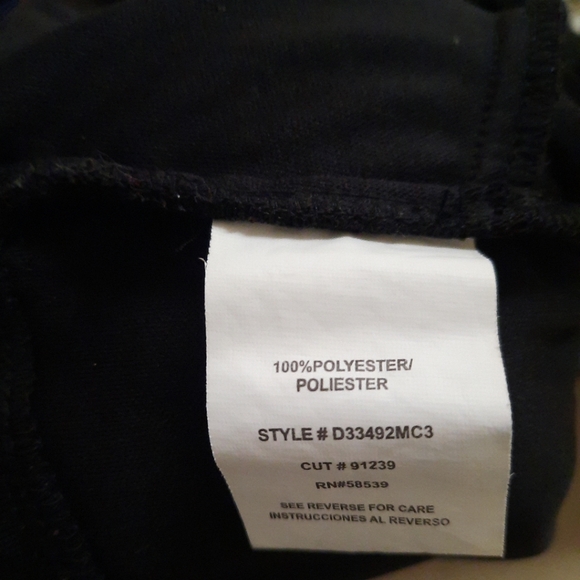 100%POLYESTER/
POLIESTER
STYLE # D33492MC3
CUT # 91239
RN#58539
SEE REVERSE FOR CARE
INSTRUCCIONES AL REVERSO